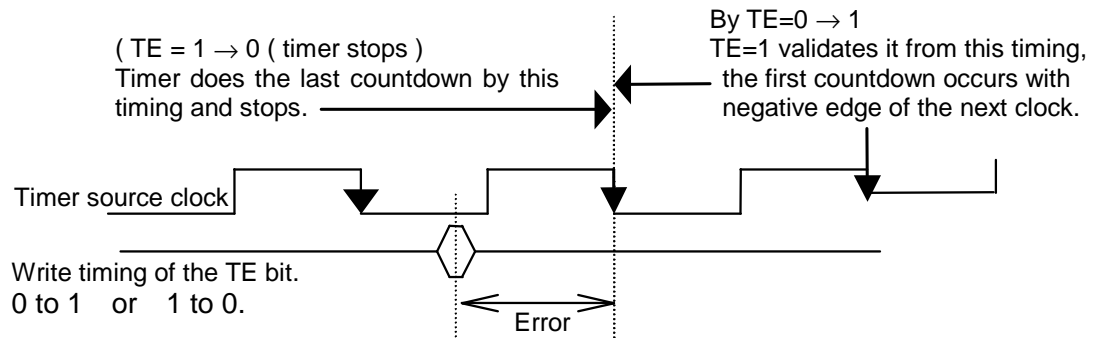 ( TE = 1 → 0 ( timer stops )
Timer does the last countdown by this
timing and stops.
By TE=0 → 1
TE=1 validates it from this timing,
the first countdown occurs with
negative edge of the next clock.
Timer source clock
Write timing of the TE bit.
0 to 1 or 1 to 0.
Error